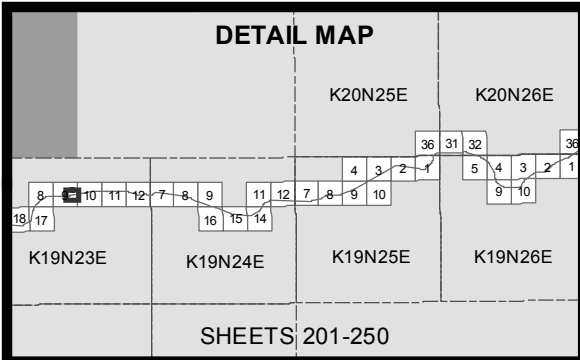 DETAIL MAP
K20N25E K20N26E
36 31 32 36
4 3 2 1 5 4 3 2 1
8 9 10 11 12 7 8 9 11 12 7 8 9 10 9 10
18 17 16 15 14
K19N23E K19N24E K19N25E K19N26E
SHEETS 201-250